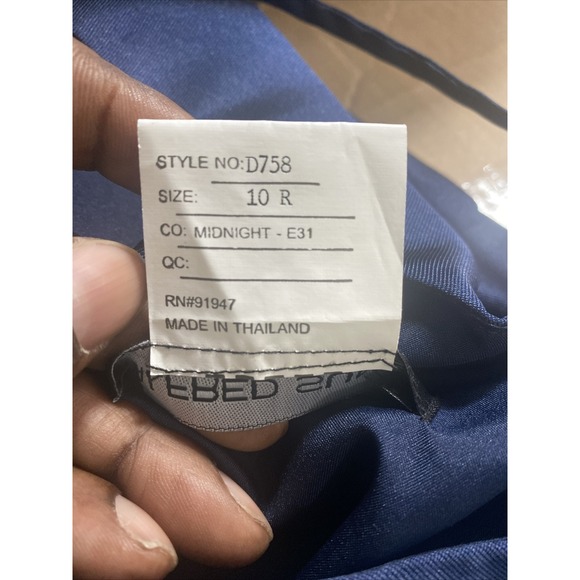 STYLE NO: D758
SIZE: 10 R
CO: MIDNIGHT - E31
QC:
RN#91947
MADE IN THAILAND